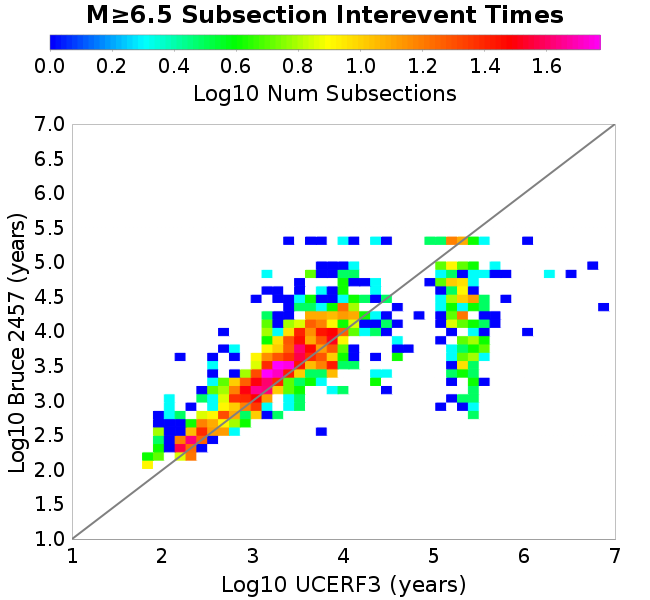 M≥6.5 Subsection Interevent Times
0.0 0.2 0.4 0.6 0.8 1.0 1.2 1.4 1.6
Log10 Num Subsections
7.0
6.5
6.0
5.5
5.0
4.5
4.0
3.5
3.0
2.5
2.0
1.5
1.0
Log10 Bruce 2457 (years)
1 2 3 4 5 6 7
Log10 UCERF3 (years)